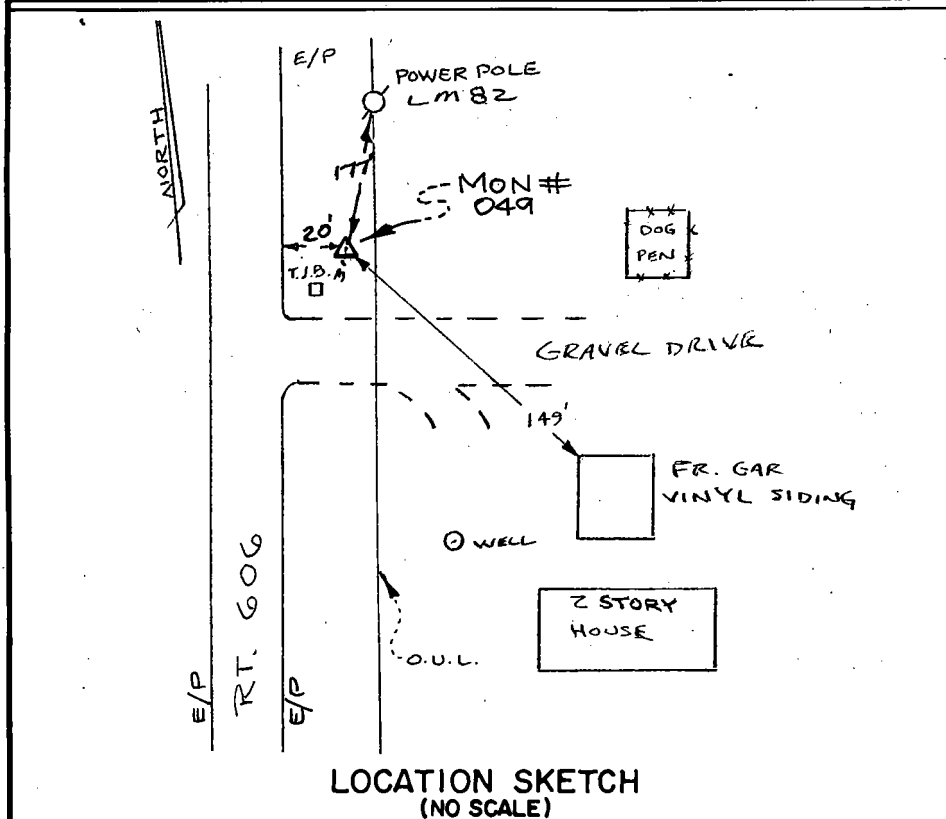 E/P
POWER POLE
LM 82
NORTH
177'
MON #
049
20'
DOG
PEN
T.J.B.
GRAVEL DRIVE
149'
FR. GAR
VINYL SIDING
WELL
RT. 606
2 STORY
HOUSE
O.U.L.
E/P
E/P
LOCATION SKETCH
(NO SCALE)